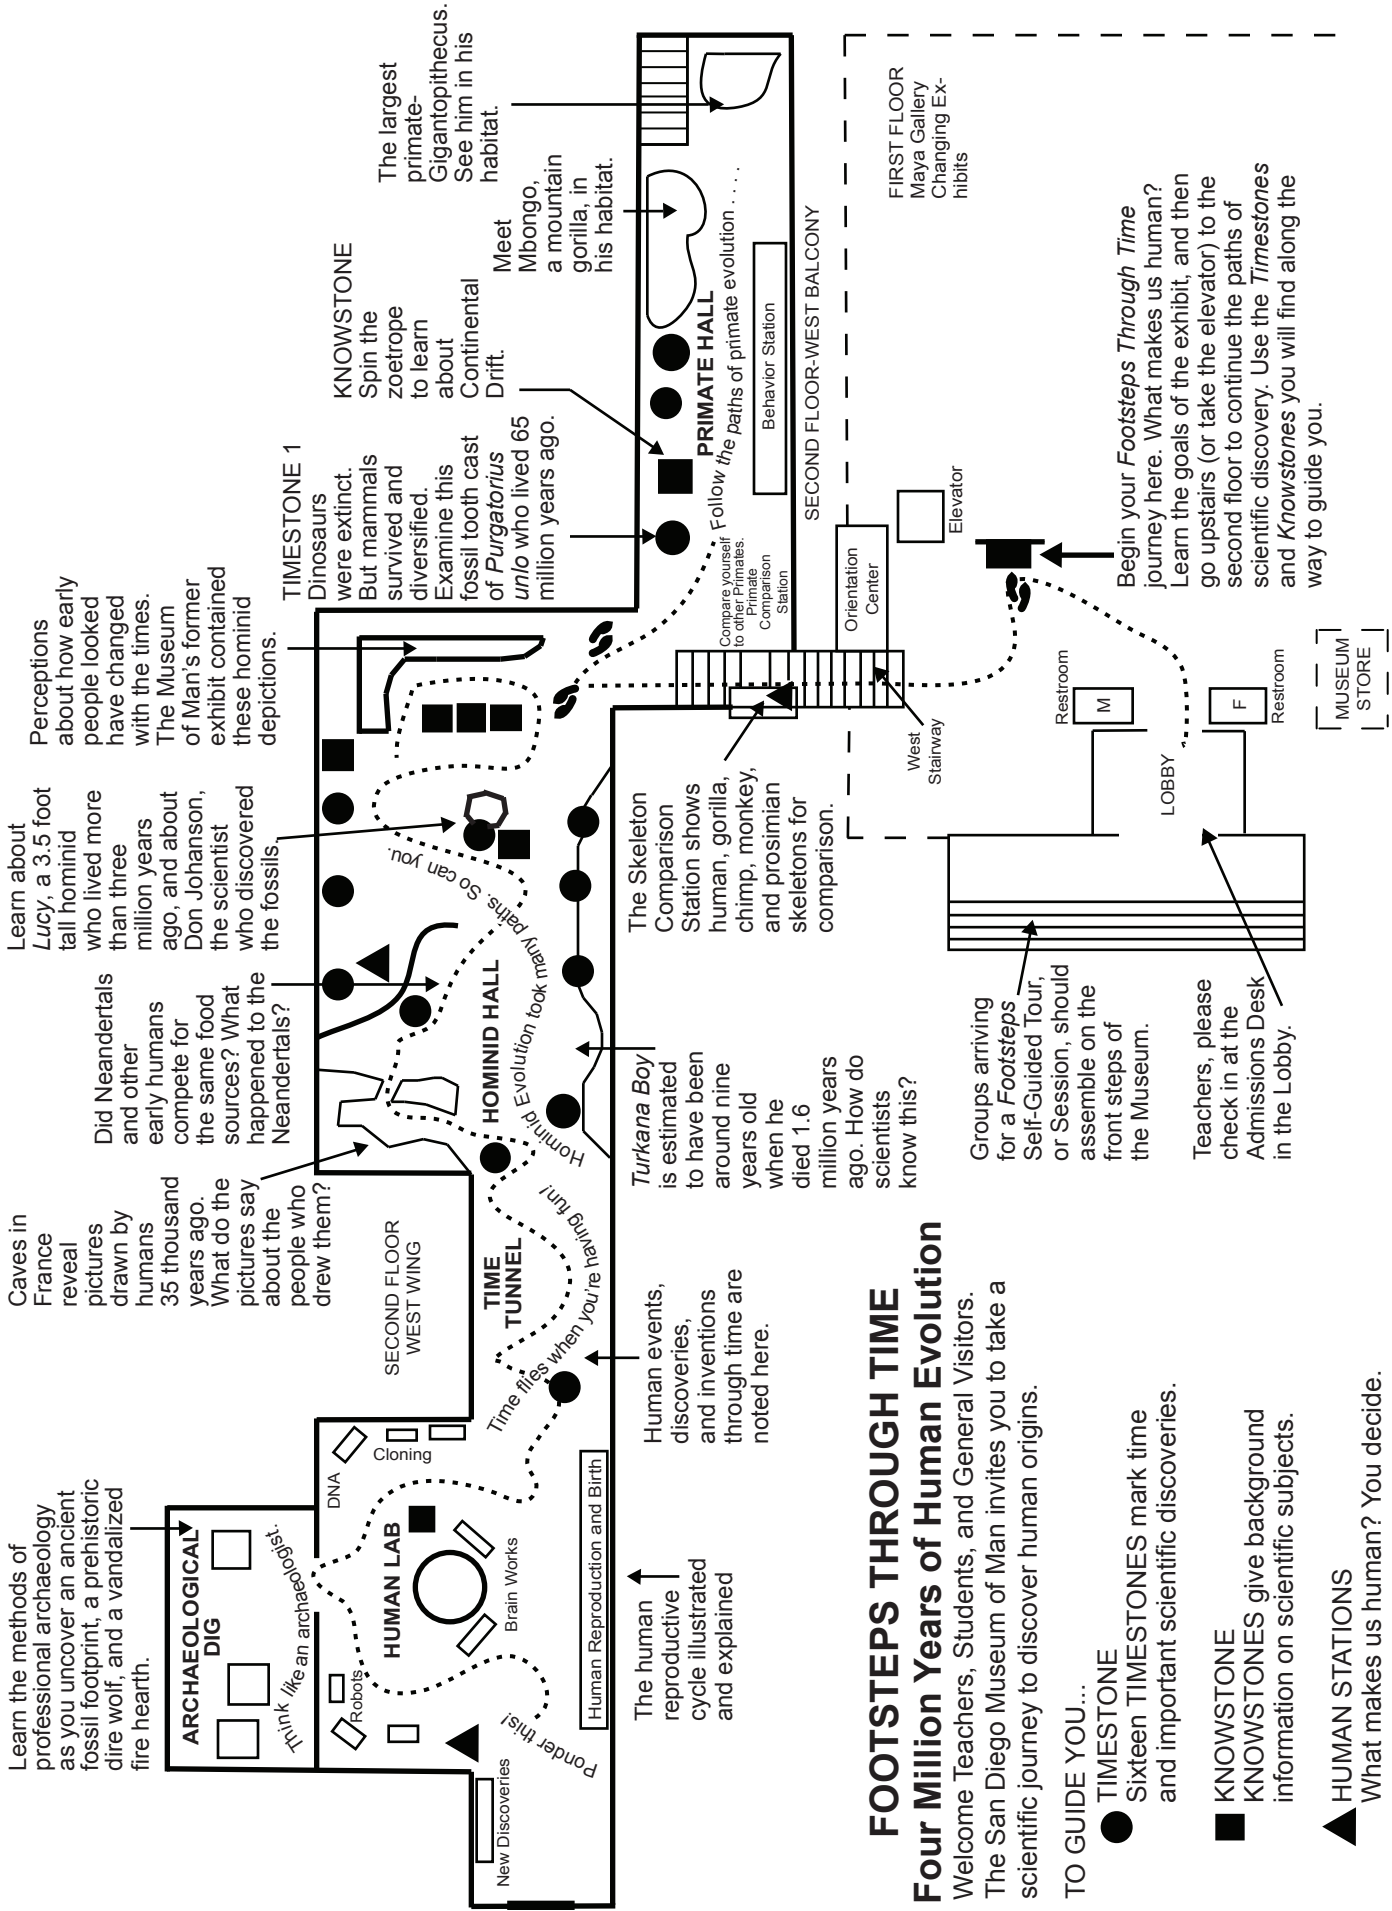 Learn the methods of
professional archaeology
as you uncover an ancient
fossil footprint, a prehistoric
dire wolf, and a vandalized
fire hearth.
Caves in
France
reveal
pictures
drawn by
humans
35 thousand
years ago.
What do the
pictures say
about the
people who
drew them?
Did Neandertals
and other
early humans
compete for
the same food
sources? What
happened to the
Neandertals?
Learn about
Lucy, a 3.5 foot
tall hominid
who lived more
than three
million years
ago, and about
Don Johanson,
the scientist
who discovered
the fossils.
Perceptions
about how early
people looked
have changed
with the times.
The Museum
of Man's former
exhibit contained
these hominid
depictions.
TIMESTONE 1
Dinosaurs
were extinct.
But mammals
survived and
diversified.
Examine this
fossil tooth cast
of Purgatorius
unlo who lived 65
million years ago.
KNOWSTONE
Spin the
zoetrope
to learn
about
Continental
Drift.
Meet
Mbongo,
a mountain
gorilla, in
his habitat.
The largest
primate-
Gigantopithecus.
See him in his
habitat.
ARCHAEOLOGICAL
DIG
Think like an archaeologist.
DNA
Cloning
Robots
HUMAN LAB
Brain Works
New Discoveries
Ponder this!
Human Reproduction and Birth
SECOND FLOOR
WEST WING
TIME
TUNNEL
Time flies when you're having fun!
HOMINID HALL
Hominid Evolution took many paths. So can you.
PRIMATE HALL
Follow the paths of primate evolution . . . .
Behavior Station
Compare yourself
to other Primates.
Primate
Comparison
Station
SECOND FLOOR-WEST BALCONY
The human
reproductive
cycle illustrated
and explained
Human events,
discoveries,
and inventions
through time are
noted here.
Turkana Boy
is estimated
to have been
around nine
years old
when he
died 1.6
million years
ago. How do
scientists
know this?
The Skeleton
Comparison
Station shows
human, gorilla,
chimp, monkey,
and prosimian
skeletons for
comparison.
West
Stairway
Orientation
Center
Elevator
FIRST FLOOR
Maya Gallery
Changing Ex-
hibits
Groups arriving
for a Footsteps
Self-Guided Tour,
or Session, should
assemble on the
front steps of
the Museum.
Teachers, please
check in at the
Admissions Desk
in the Lobby.
LOBBY
Restroom
M
F
Restroom
MUSEUM
STORE
Begin your Footsteps Through Time
journey here. What makes us human?
Learn the goals of the exhibit, and then
go upstairs (or take the elevator) to the
second floor to continue the paths of
scientific discovery. Use the Timestones
and Knowstones you will find along the
way to guide you.
FOOTSTEPS THROUGH TIME
Four Million Years of Human Evolution
Welcome Teachers, Students, and General Visitors.
The San Diego Museum of Man invites you to take a
scientific journey to discover human origins.
TO GUIDE YOU...
TIMESTONE
Sixteen TIMESTONES mark time
and important scientific discoveries.
KNOWSTONE
KNOWSTONES give background
information on scientific subjects.
HUMAN STATIONS
What makes us human? You decide.